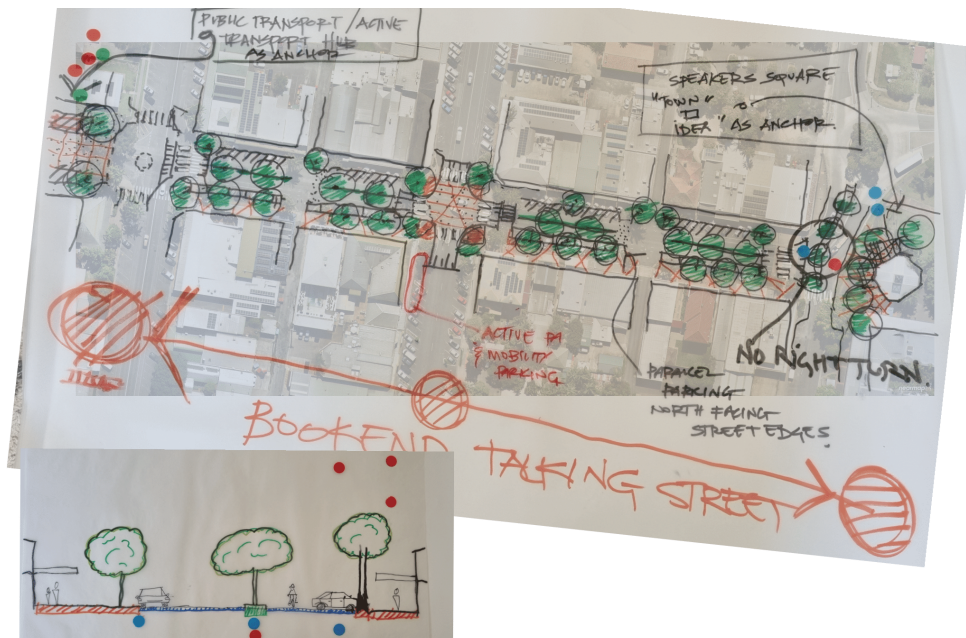 PUBLIC TRANSPORT / ACTIVE
TRANSPORT HUB
AS ANCHOR
SPEAKERS SQUARE
"TOWN"
IDEA" AS ANCHOR.
ACTIVE
& MOBILITY
PARKING
PARALLEL
PARKING
NORTH FACING
STREET EDGES.
NO RIGHT TURN.
BOOKEND TALKING STREET